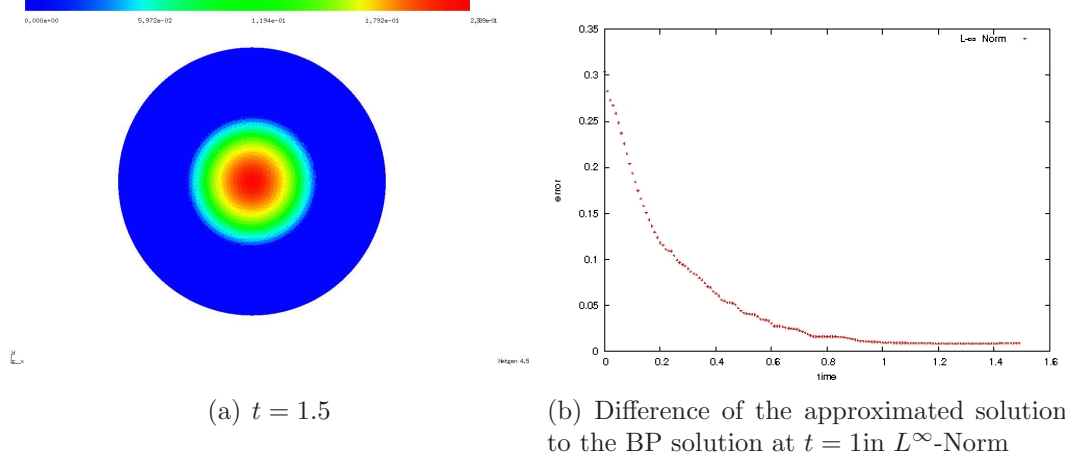 0.000e+00 5.972e-02 1.194e-01 1.792e-01 2.389e-01
Netgen 4.5
(a) t = 1.5
0.35
0.3
0.25
0.2
0.15
0.1
0.05
0
error
L-∞ Norm
0 0.2 0.4 0.6 0.8 1 1.2 1.4 1.6
time
(b) Difference of the approximated solution
to the BP solution at t = 1in L∞-Norm